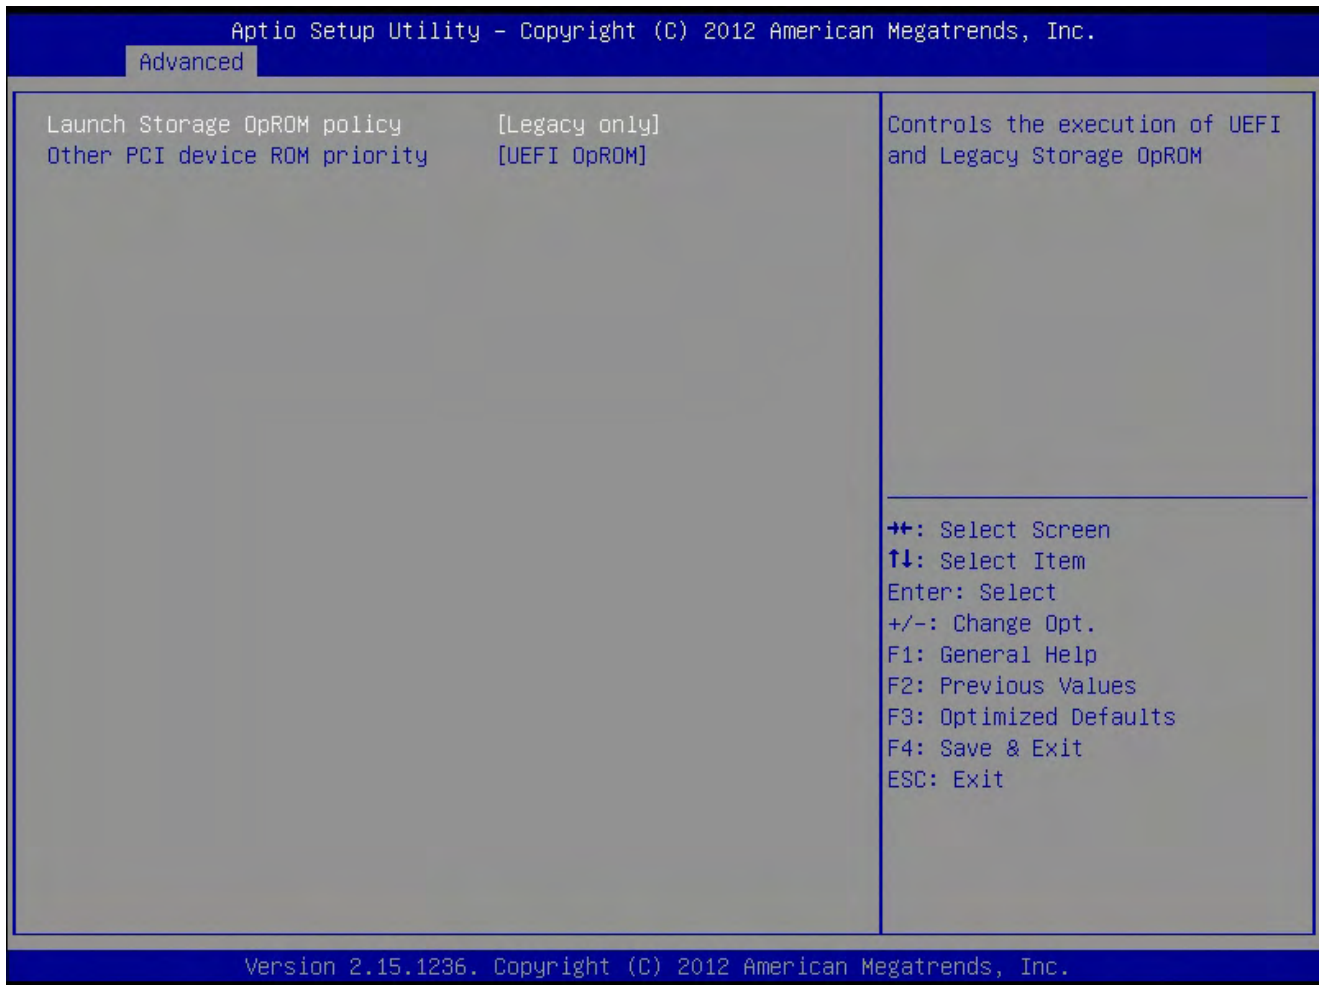 Aptio Setup Utility – Copyright (C) 2012 American Megatrends, Inc.
Advanced
Launch Storage OpROM policy [Legacy only]
Other PCI device ROM priority [UEFI OpROM]
Controls the execution of UEFI
and Legacy Storage OpROM
→←: Select Screen
↑↓: Select Item
Enter: Select
+/-: Change Opt.
F1: General Help
F2: Previous Values
F3: Optimized Defaults
F4: Save & Exit
ESC: Exit
Version 2.15.1236. Copyright (C) 2012 American Megatrends, Inc.